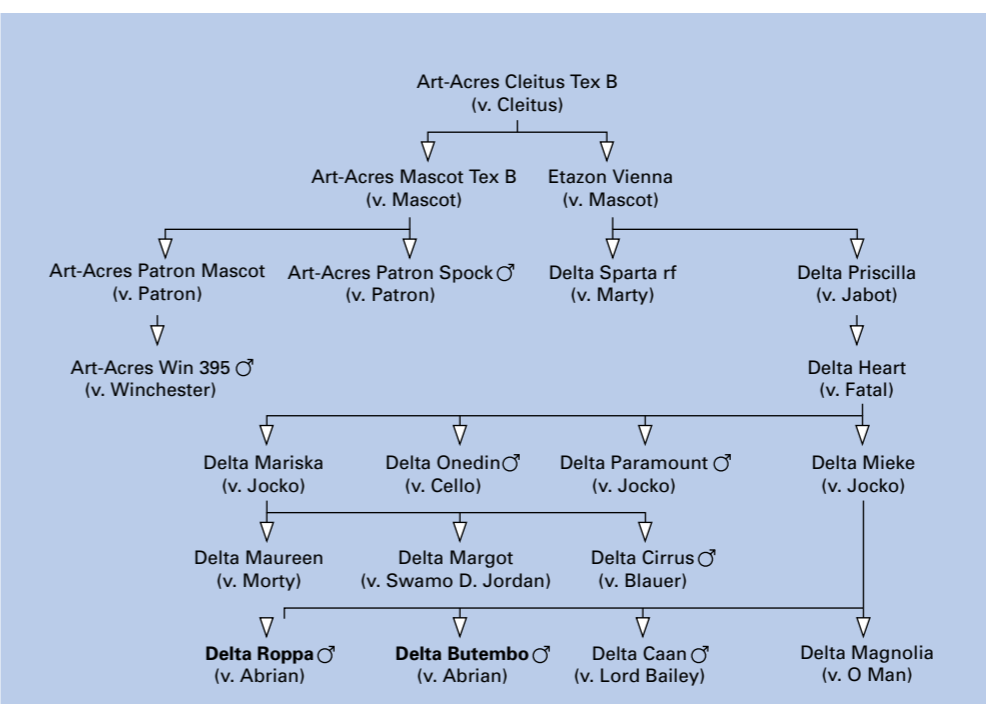 Art-Acres Cleitus Tex B
(v. Cleitus)
Art-Acres Mascot Tex B
(v. Mascot)
Etazon Vienna
(v. Mascot)
Art-Acres Patron Mascot
(v. Patron)
Art-Acres Patron Spock ♂
(v. Patron)
Delta Sparta rf
(v. Marty)
Delta Priscilla
(v. Jabot)
Art-Acres Win 395 ♂
(v. Winchester)
Delta Heart
(v. Fatal)
Delta Mariska
(v. Jocko)
Delta Onedin ♂
(v. Cello)
Delta Paramount ♂
(v. Jocko)
Delta Mieke
(v. Jocko)
Delta Maureen
(v. Morty)
Delta Margot
(v. Swamo D. Jordan)
Delta Cirrus ♂
(v. Blauer)
Delta Roppa ♂
(v. Abrian)
Delta Butembo ♂
(v. Abrian)
Delta Caan ♂
(v. Lord Bailey)
Delta Magnolia
(v. O Man)